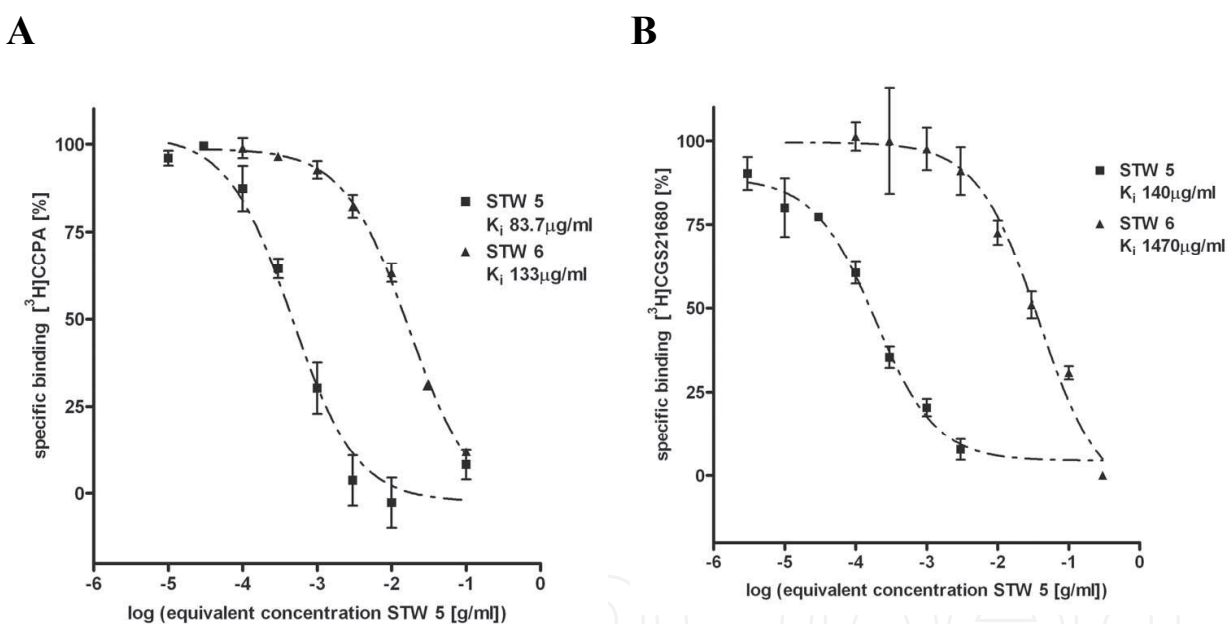 A
B
specific binding [³H]CCPA [%]
100
75
50
25
0
-6 -5 -4 -3 -2 -1 0
log (equivalent concentration STW 5 [g/ml])
STW 5
Ki 83.7µg/ml
STW 6
Ki 133µg/ml
specific binding [³H]CGS21680 [%]
100
75
50
25
0
-6 -5 -4 -3 -2 -1 0
log (equivalent concentration STW 5 [g/ml])
STW 5
Ki 140µg/ml
STW 6
Ki 1470µg/ml